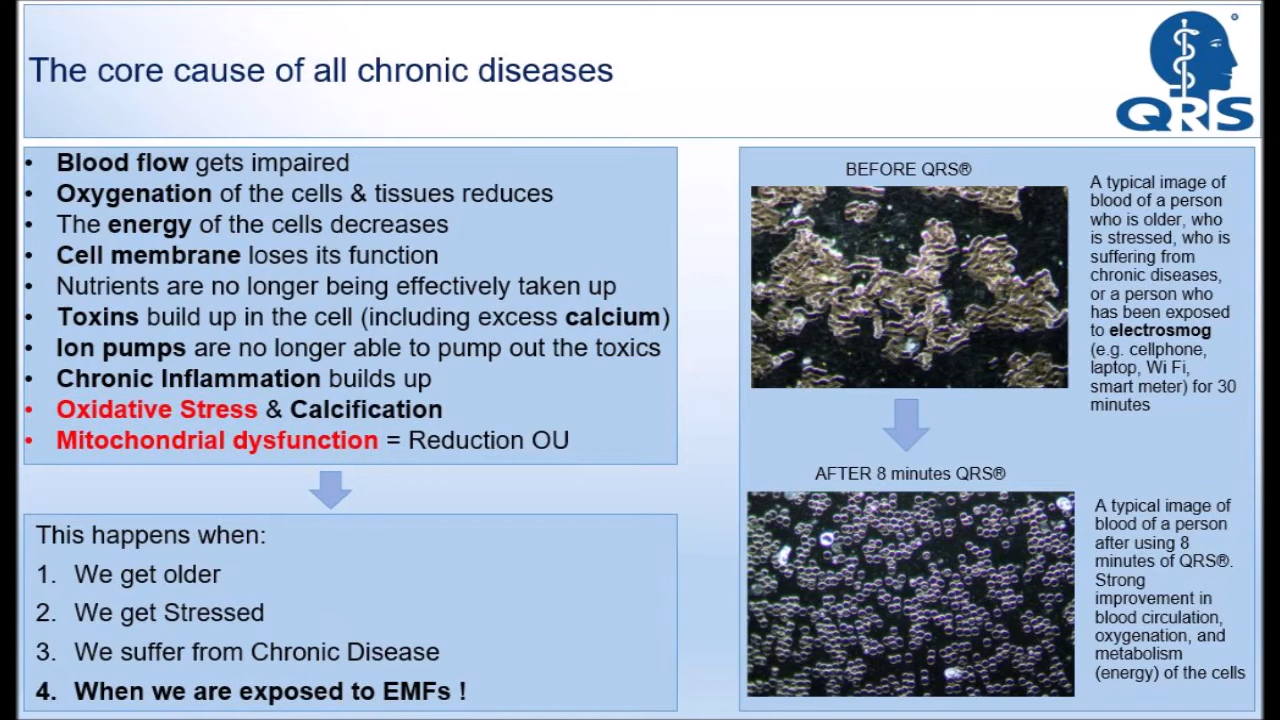 The core cause of all chronic diseases
QRS
• Blood flow gets impaired
• Oxygenation of the cells & tissues reduces
• The energy of the cells decreases
• Cell membrane loses its function
• Nutrients are no longer being effectively taken up
• Toxins build up in the cell (including excess calcium)
• Ion pumps are no longer able to pump out the toxics
• Chronic Inflammation builds up
• Oxidative Stress & Calcification
• Mitochondrial dysfunction = Reduction OU
This happens when:
1. We get older
2. We get Stressed
3. We suffer from Chronic Disease
4. When we are exposed to EMFs !
BEFORE QRS®
A typical image of
blood of a person
who is older, who
is stressed, who is
suffering from
chronic diseases,
or a person who
has been exposed
to electrosmog
(e.g. cellphone,
laptop, Wi Fi,
smart meter) for 30
minutes
AFTER 8 minutes QRS®
A typical image of
blood of a person
after using 8
minutes of QRS®.
Strong
improvement in
blood circulation,
oxygenation, and
metabolism
(energy) of the cells